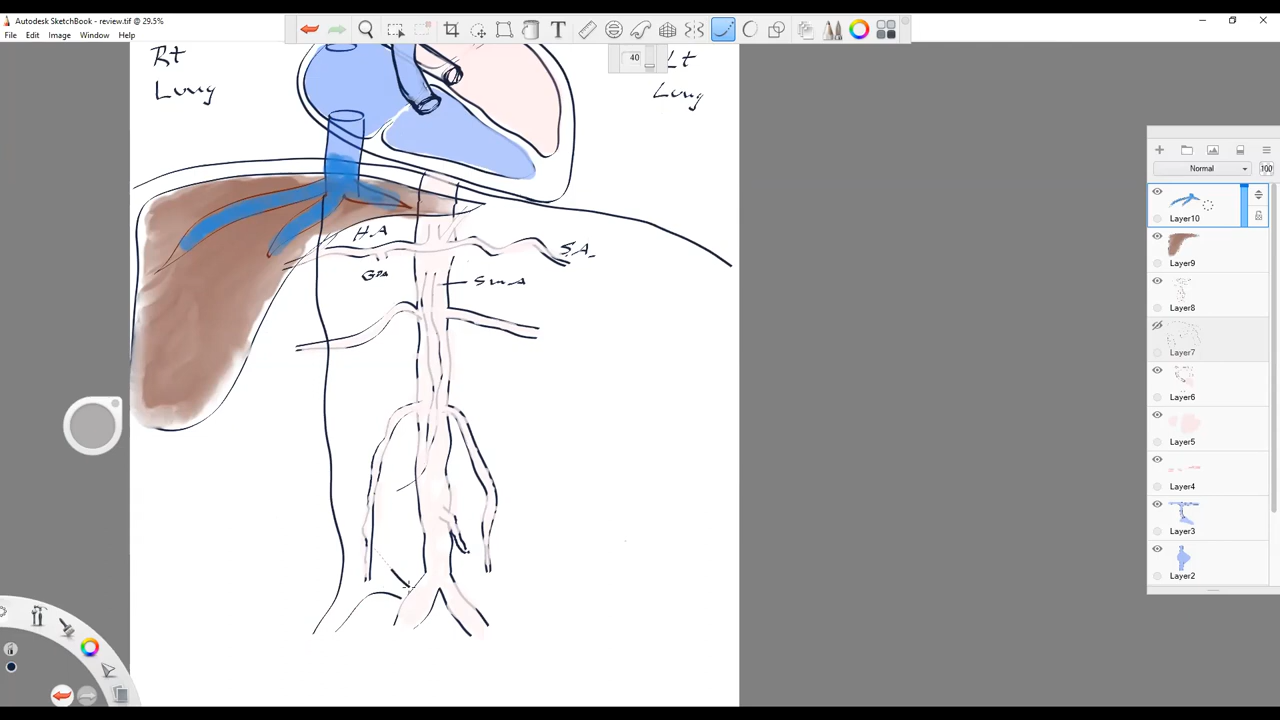 Autodesk SketchBook - review.tif @ 29.5%
File Edit Image Window Help
T
40
Rt
Lung
Lt
Lung
HA
GDA
S.A.
SMA
Normal
100
Layer10
Layer9
Layer8
Layer7
Layer6
Layer5
Layer4
Layer3
Layer2